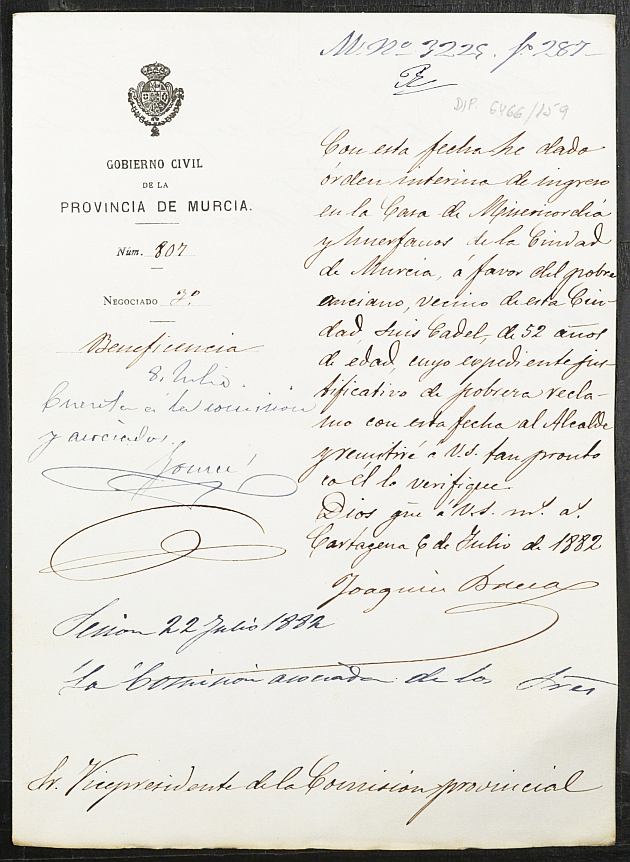 M. Nº 3225. fº 287
DIP. 6466/159
GOBIERNO CIVIL
DE LA
PROVINCIA DE MURCIA.
Núm. 807
Negociado 3º
Beneficencia
8. Julio.
Cuenta á la comisión
y asociados.
Con esta fecha he dado
órden interina de ingreso
en la Casa de Misericordia
y Huerfanos de la Ciudad
de Murcia, á favor del pobre
anciano, vecino de esta Ciu-
dad, Luis Cadel, de 52 años
de edad, cuyo expediente jus-
tificativo de pobreza recla-
mo con esta fecha al Alcalde
y remitiré á V.S. tan pronto
como él lo verifique.
Dios gue á V.S. ms. as.
Cartagena 6 de Julio de 1882
Joaquin
Sesion 22 Julio 1882
La Comisión asociada de los Sres
Sr. Vicepresidente de la Comision provincial